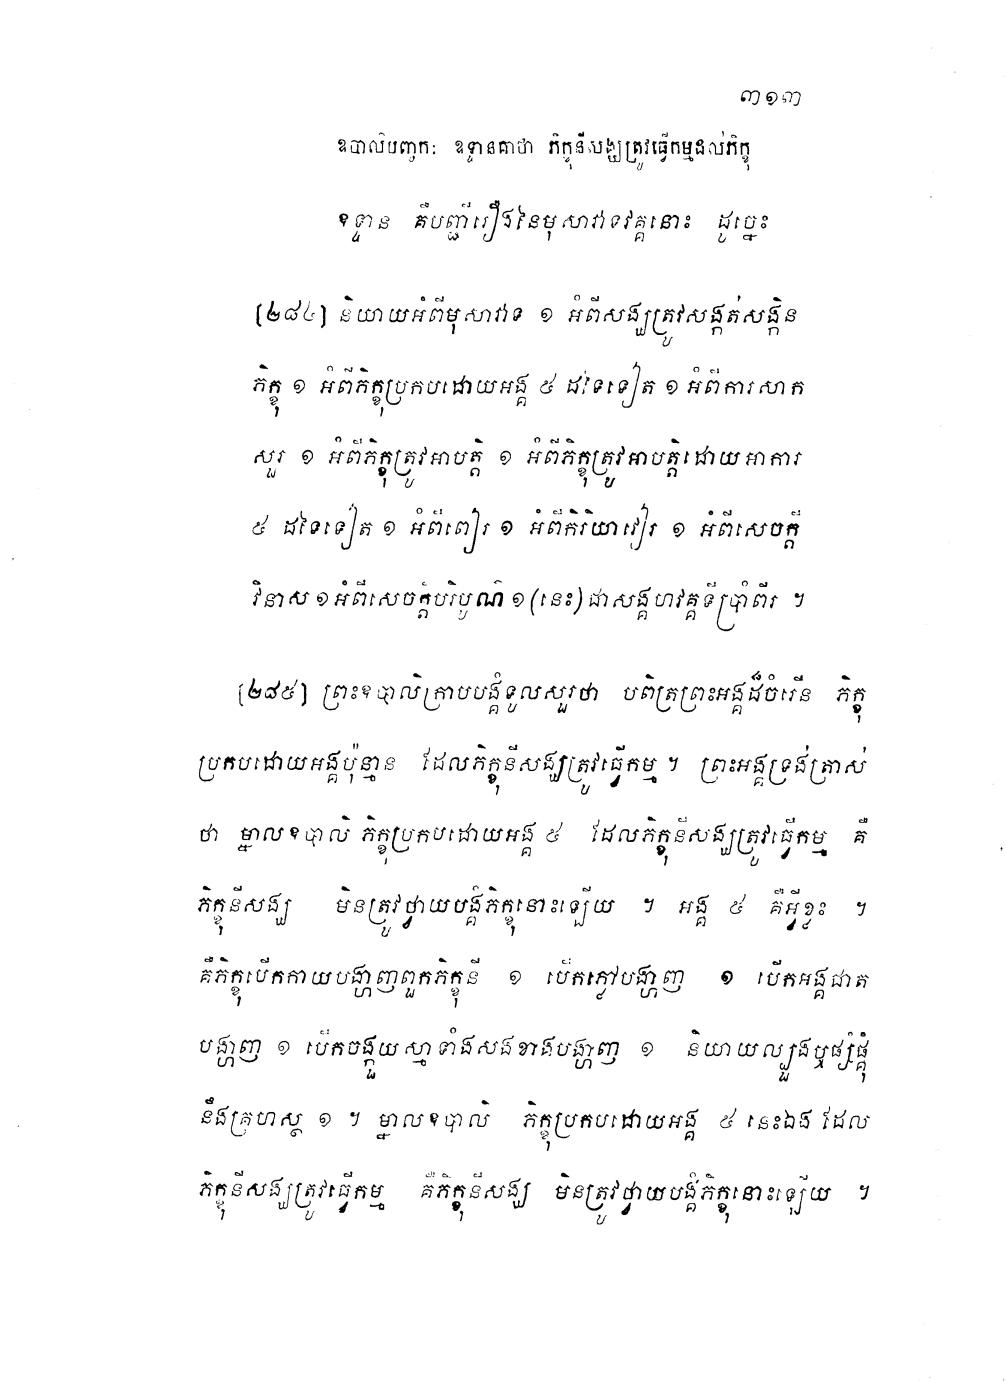 ៣១៣
ឧបាលិបញ្ចកៈ ឧទ្ទានគាថា ភិក្ខុនីសង្ឃត្រូវធ្វើកម្មដល់ភិក្ខុ
ឧទ្ទាន គឺបញ្ជីរឿងនៃមុសាវាទវគ្គនោះ ដូច្នេះ
[២៨៤] និយាយអំពីមុសាវាទ ១ អំពីសង្ឃត្រូវសង្កត់សង្កិន
ភិក្ខុ ១ អំពីភិក្ខុប្រកបដោយអង្គ ៥ ដទៃទៀត ១ អំពីការសាក
សួរ ១ អំពីភិក្ខុត្រូវអាបត្តិ ១ អំពីភិក្ខុត្រូវអាបត្តិដោយអាការ
៥ ដទៃទៀត ១ អំពីពៀរ ១ អំពីកិរិយាវៀរ ១ អំពីសេចក្តី
វិនាស ១ អំពីសេចក្តីបរិបូណ៌ ១ (នេះ) ជាសង្គហវគ្គទីប្រាំពីរ ។
[២៨៥] ព្រះឧបាលិក្រាបបង្គំទូលសួរថា បពិត្រព្រះអង្គដ៏ចំរើន ភិក្ខុ
ប្រកបដោយអង្គប៉ុន្មាន ដែលភិក្ខុនីសង្ឃត្រូវធ្វើកម្ម ។ ព្រះអង្គទ្រង់ត្រាស់
ថា ម្នាលឧបាលិ ភិក្ខុប្រកបដោយអង្គ ៥ ដែលភិក្ខុនីសង្ឃត្រូវធ្វើកម្ម គឺ
ភិក្ខុនីសង្ឃ មិនត្រូវថ្វាយបង្គំភិក្ខុនោះឡើយ ។ អង្គ ៥ គឺអ្វីខ្លះ ។
គឺភិក្ខុបើកកាយបង្ហាញពួកភិក្ខុនី ១ បើកភ្លៅបង្ហាញ ១ បើកអង្គជាត
បង្ហាញ ១ បើកចង្កួយស្មាទាំងសងខាងបង្ហាញ ១ និយាយល្បួងឬផ្សំផ្គុំ
នឹងគ្រហស្ថ ១ ។ ម្នាលឧបាលិ ភិក្ខុប្រកបដោយអង្គ ៥ នេះឯង ដែល
ភិក្ខុនីសង្ឃត្រូវធ្វើកម្ម គឺភិក្ខុនីសង្ឃ មិនត្រូវថ្វាយបង្គំភិក្ខុនោះឡើយ ។